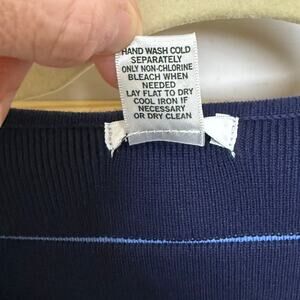 HAND WASH COLD
SEPARATELY
ONLY NON-CHLORINE
BLEACH WHEN
NEEDED
LAY FLAT TO DRY
COOL IRON IF
NECESSARY
OR DRY CLEAN